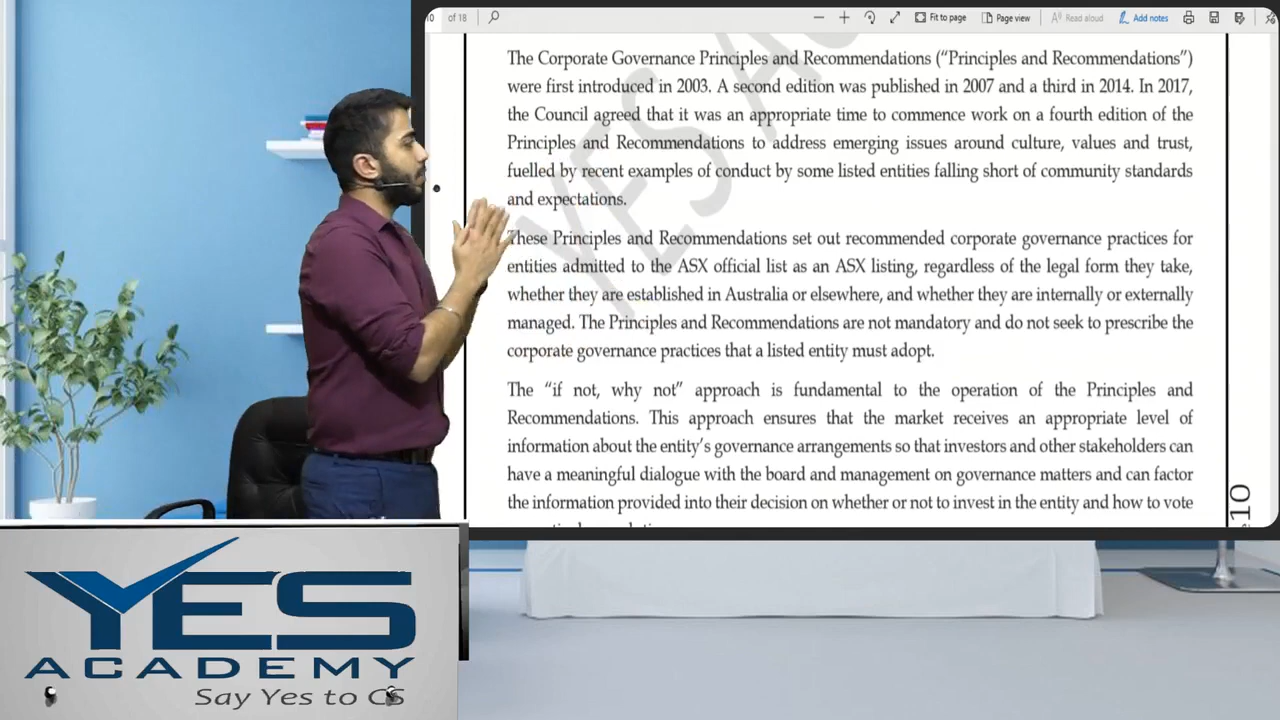 10 of 18
Fit to page
Page view
Read aloud
Add notes
The Corporate Governance Principles and Recommendations (“Principles and Recommendations”)
were first introduced in 2003. A second edition was published in 2007 and a third in 2014. In 2017,
the Council agreed that it was an appropriate time to commence work on a fourth edition of the
Principles and Recommendations to address emerging issues around culture, values and trust,
fuelled by recent examples of conduct by some listed entities falling short of community standards
and expectations.
These Principles and Recommendations set out recommended corporate governance practices for
entities admitted to the ASX official list as an ASX listing, regardless of the legal form they take,
whether they are established in Australia or elsewhere, and whether they are internally or externally
managed. The Principles and Recommendations are not mandatory and do not seek to prescribe the
corporate governance practices that a listed entity must adopt.
The “if not, why not” approach is fundamental to the operation of the Principles and
Recommendations. This approach ensures that the market receives an appropriate level of
information about the entity’s governance arrangements so that investors and other stakeholders can
have a meaningful dialogue with the board and management on governance matters and can factor
the information provided into their decision on whether or not to invest in the entity and how to vote
10
YES
YES
ACADEMY
Say Yes to CS